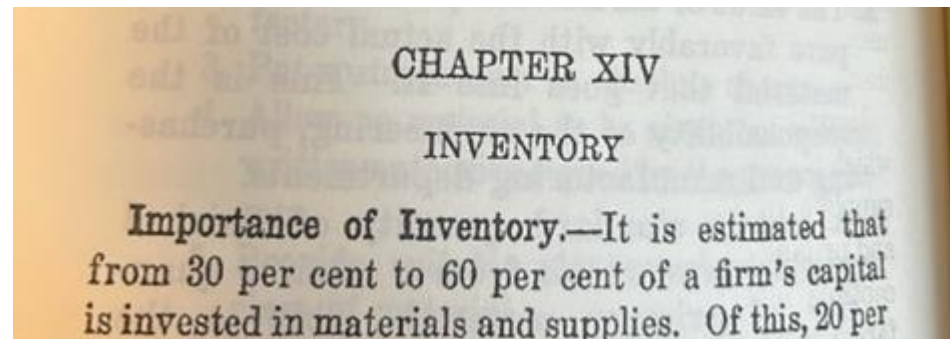 CHAPTER XIV
INVENTORY
Importance of Inventory.—It is estimated that
from 30 per cent to 60 per cent of a firm's capital
is invested in materials and supplies. Of this, 20 per